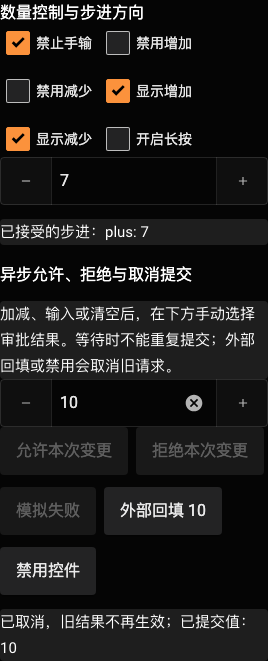 数量控制与步进方向
禁止手输 禁用增加
禁用减少 显示增加
显示减少 开启长按
− 7 +
已接受的步进：plus: 7
异步允许、拒绝与取消提交
加减、输入或清空后，在下方手动选择
审批结果。等待时不能重复提交；外部
回填或禁用会取消旧请求。
− 10 +
允许本次变更 拒绝本次变更
模拟失败 外部回填 10
禁用控件
已取消，旧结果不再生效；已提交值：
10